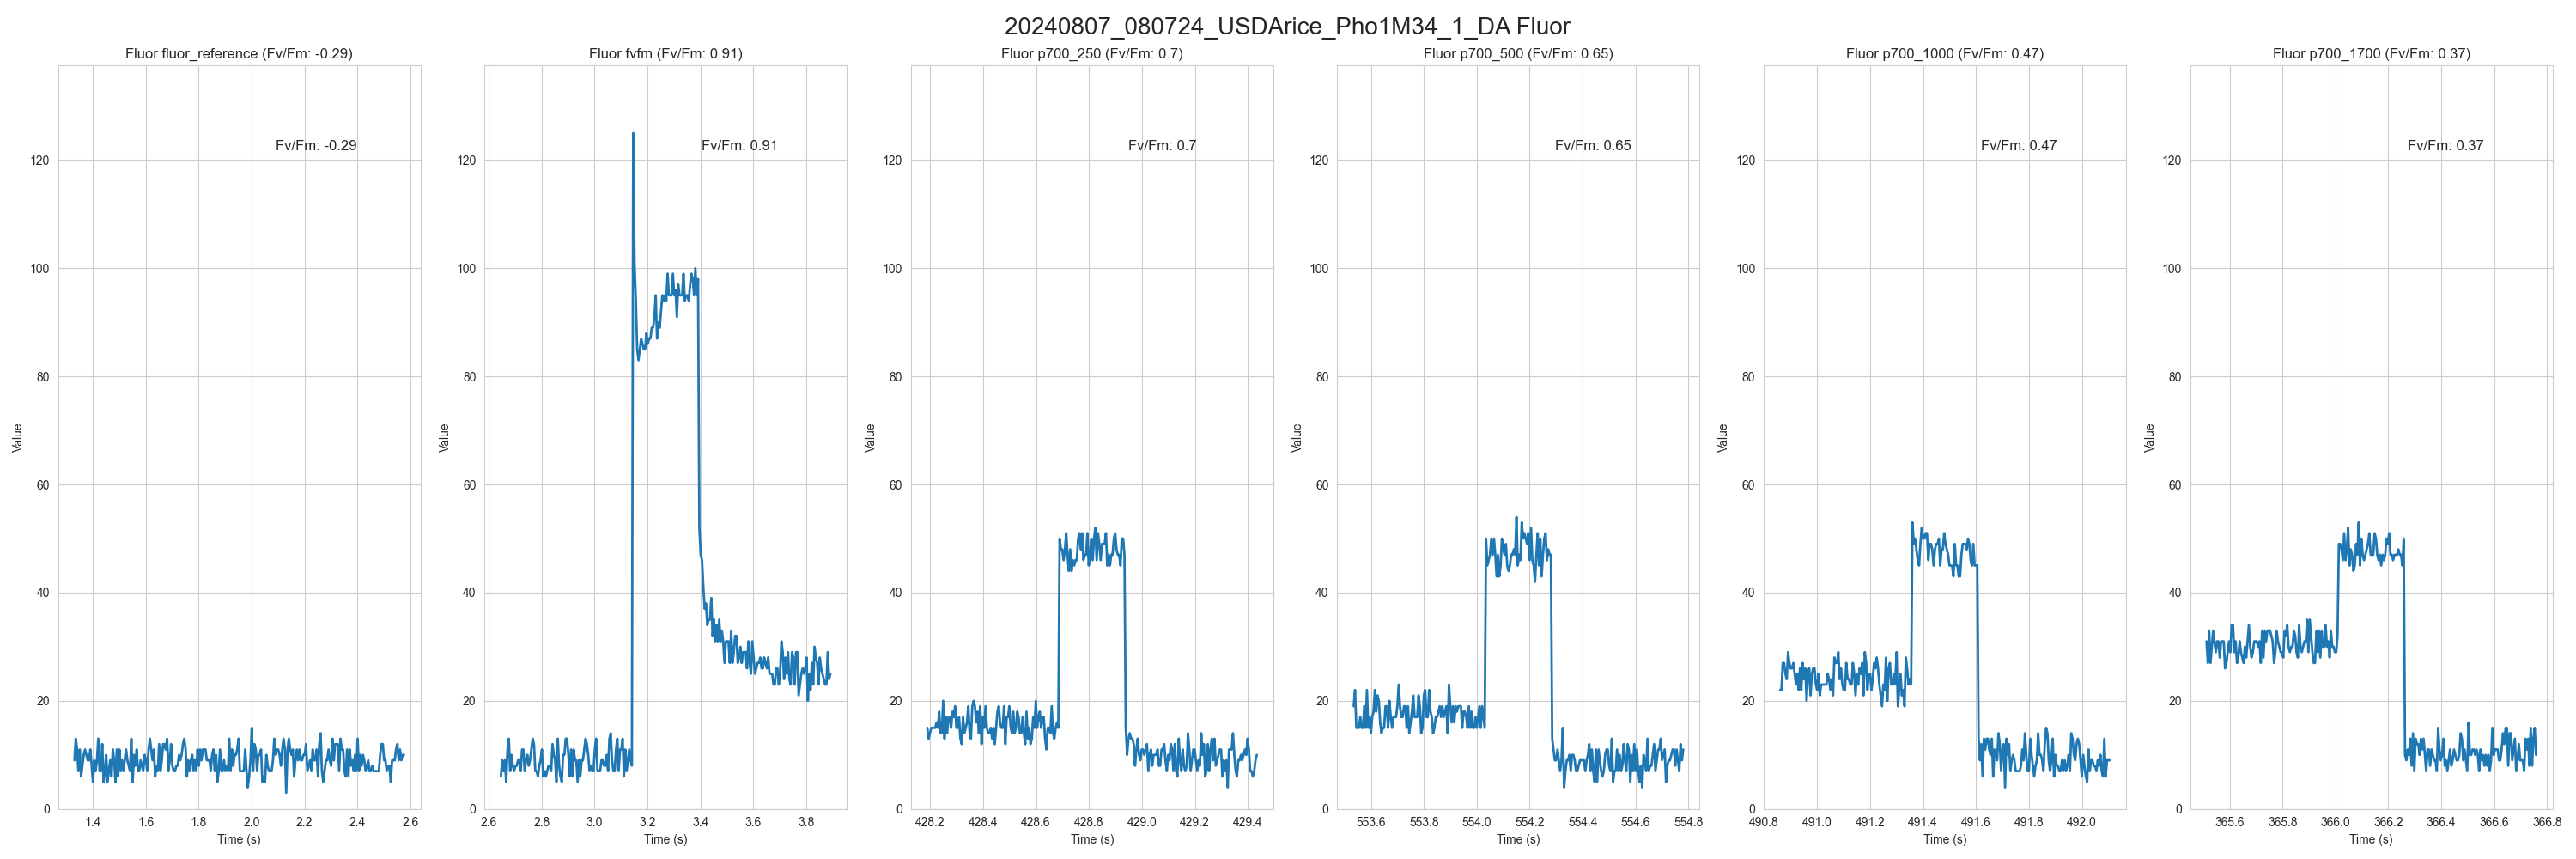 20240807_080724_USDArice_Pho1M34_1_DA Fluor
Fluor fluor_reference (Fv/Fm: -0.29)
Fv/Fm: -0.29
Value
120
100
80
60
40
20
0
1.4 1.6 1.8 2.0 2.2 2.4 2.6
Time (s)
Fluor fvfm (Fv/Fm: 0.91)
Fv/Fm: 0.91
Value
120
100
80
60
40
20
0
2.6 2.8 3.0 3.2 3.4 3.6 3.8
Time (s)
Fluor p700_250 (Fv/Fm: 0.7)
Fv/Fm: 0.7
Value
120
100
80
60
40
20
0
428.2 428.4 428.6 428.8 429.0 429.2 429.4
Time (s)
Fluor p700_500 (Fv/Fm: 0.65)
Fv/Fm: 0.65
Value
120
100
80
60
40
20
0
553.6 553.8 554.0 554.2 554.4 554.6 554.8
Time (s)
Fluor p700_1000 (Fv/Fm: 0.47)
Fv/Fm: 0.47
Value
120
100
80
60
40
20
0
490.8 491.0 491.2 491.4 491.6 491.8 492.0
Time (s)
Fluor p700_1700 (Fv/Fm: 0.37)
Fv/Fm: 0.37
Value
120
100
80
60
40
20
0
365.6 365.8 366.0 366.2 366.4 366.6 366.8
Time (s)